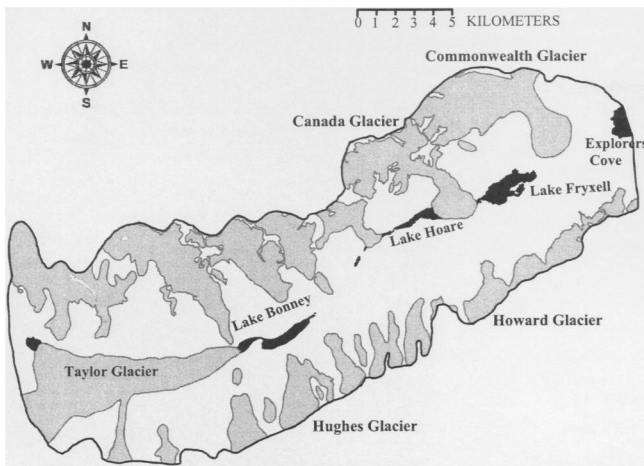 0 1 2 3 4 5 KILOMETERS
N
W E
S
Commonwealth Glacier
Canada Glacier
Explorers
Cove
Lake Fryxell
Lake Hoare
Lake Bonney
Howard Glacier
Taylor Glacier
Hughes Glacier